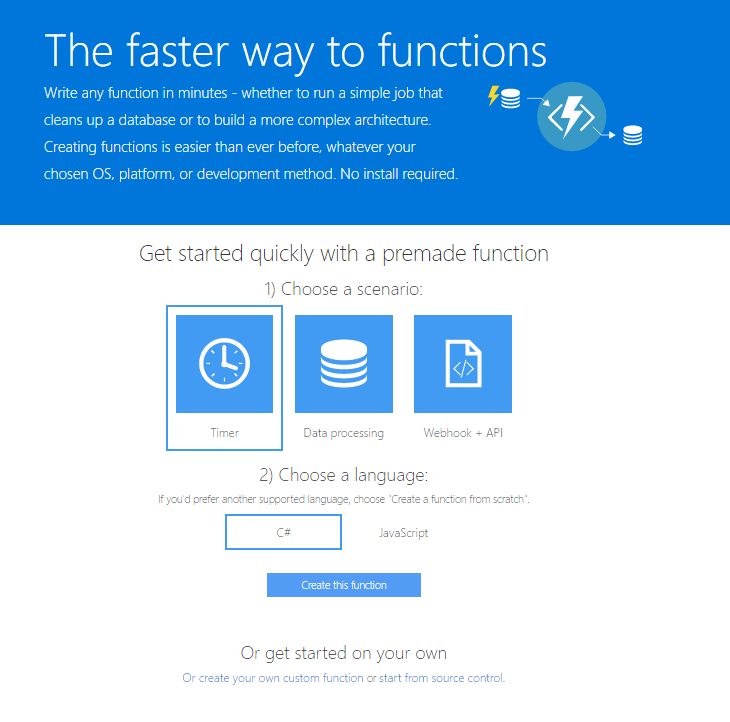 The faster way to functions
Write any function in minutes - whether to run a simple job that
cleans up a database or to build a more complex architecture.
Creating functions is easier than ever before, whatever your
chosen OS, platform, or development method. No install required.
Get started quickly with a premade function
1) Choose a scenario:
Timer
Data processing
Webhook + API
2) Choose a language:
If you'd prefer another supported language, choose "Create a function from scratch".
C#
JavaScript
Create this function
Or get started on your own
Or create your own custom function or start from source control.